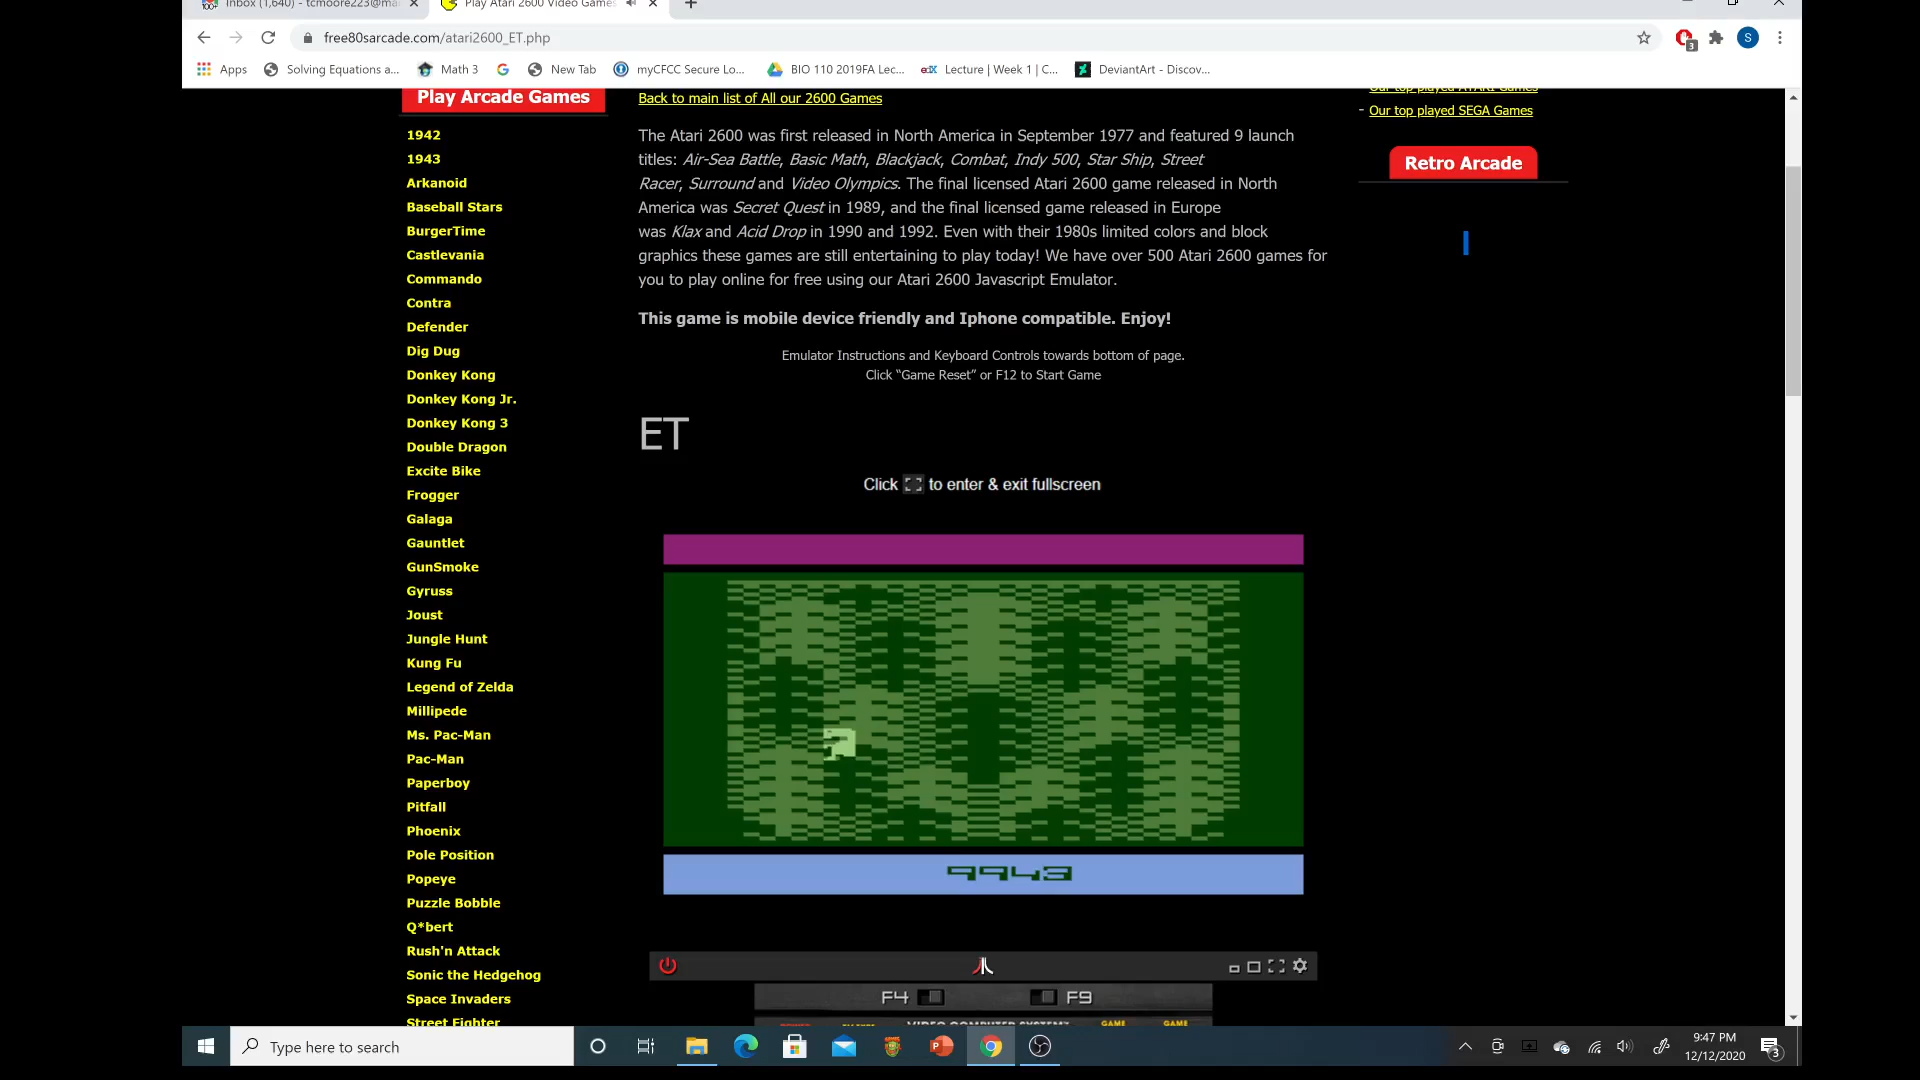 Inbox (1,640) - tcmoore223@ma
Play Atari 2600 Video Games
free80sarcade.com/atari2600_ET.php
S
3
Apps
Solving Equations a...
Math 3
New Tab
myCFCC Secure Lo...
BIO 110 2019FA Lec...
edX
Lecture | Week 1 | C...
DeviantArt - Discov...
Play Arcade Games
1942
1943
Arkanoid
Baseball Stars
BurgerTime
Castlevania
Commando
Contra
Defender
Dig Dug
Donkey Kong
Donkey Kong Jr.
Donkey Kong 3
Double Dragon
Excite Bike
Frogger
Galaga
Gauntlet
GunSmoke
Gyruss
Joust
Jungle Hunt
Kung Fu
Legend of Zelda
Millipede
Ms. Pac-Man
Pac-Man
Paperboy
Pitfall
Phoenix
Pole Position
Popeye
Puzzle Bobble
Q*bert
Rush'n Attack
Sonic the Hedgehog
Space Invaders
Street Fighter
Back to main list of All our 2600 Games
The Atari 2600 was first released in North America in September 1977 and featured 9 launch
titles: Air-Sea Battle, Basic Math, Blackjack, Combat, Indy 500, Star Ship, Street
Racer, Surround and Video Olympics. The final licensed Atari 2600 game released in North
America was Secret Quest in 1989, and the final licensed game released in Europe
was Klax and Acid Drop in 1990 and 1992. Even with their 1980s limited colors and block
graphics these games are still entertaining to play today! We have over 500 Atari 2600 games for
you to play online for free using our Atari 2600 Javascript Emulator.
This game is mobile device friendly and Iphone compatible. Enjoy!
Emulator Instructions and Keyboard Controls towards bottom of page.
Click “Game Reset” or F12 to Start Game
ET
Click to enter & exit fullscreen
9943
F4
F9
VIDEO COMPUTER SYSTEM
GAME
GAME
Our top played ATARI Games
- Our top played SEGA Games
Retro Arcade
Type here to search
9:47 PM
12/12/2020
3